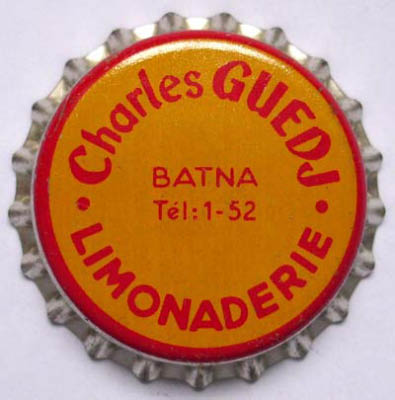 Charles GUEDJ
BATNA
Tél: 1-52
• LIMONADERIE •